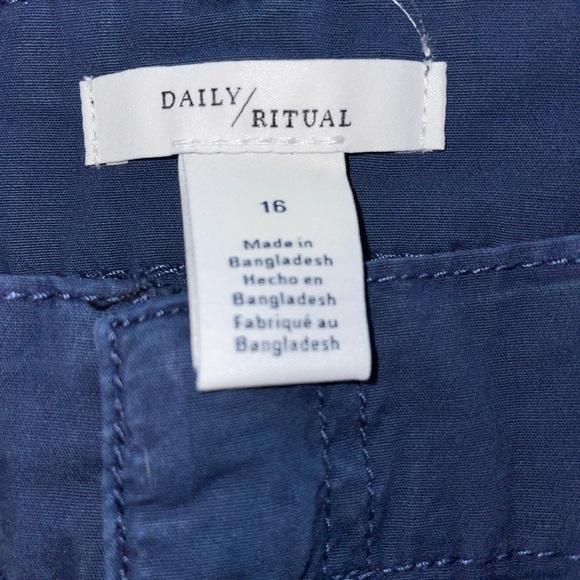 DAILY/
RITUAL
16
Made in
Bangladesh
Hecho en
Bangladesh
Fabriqué au
Bangladesh